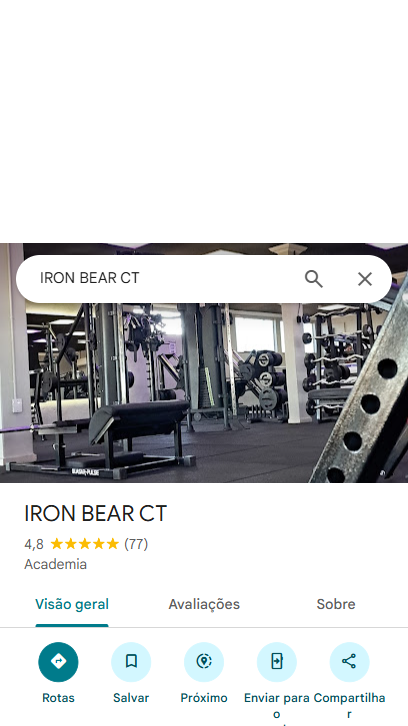 IRON BEAR CT
IRON BEAR CT
4,8 (77)
Academia
Visão geral
Avaliações
Sobre
Rotas
Salvar
Próximo
Enviar para o
Compartilhar